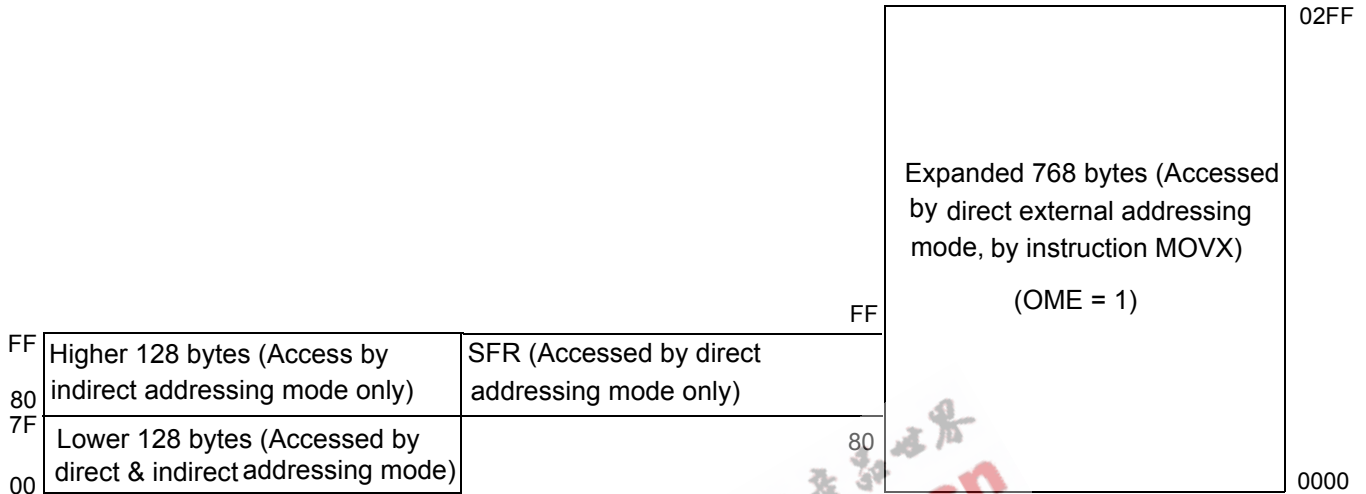 02FF
Expanded 768 bytes (Accessed
by direct external addressing
mode, by instruction MOVX)
(OME = 1)
FF
FF
Higher 128 bytes (Access by
indirect addressing mode only)
80
SFR (Accessed by direct
addressing mode only)
7F
Lower 128 bytes (Accessed by
direct & indirect addressing mode)
00
80
0000